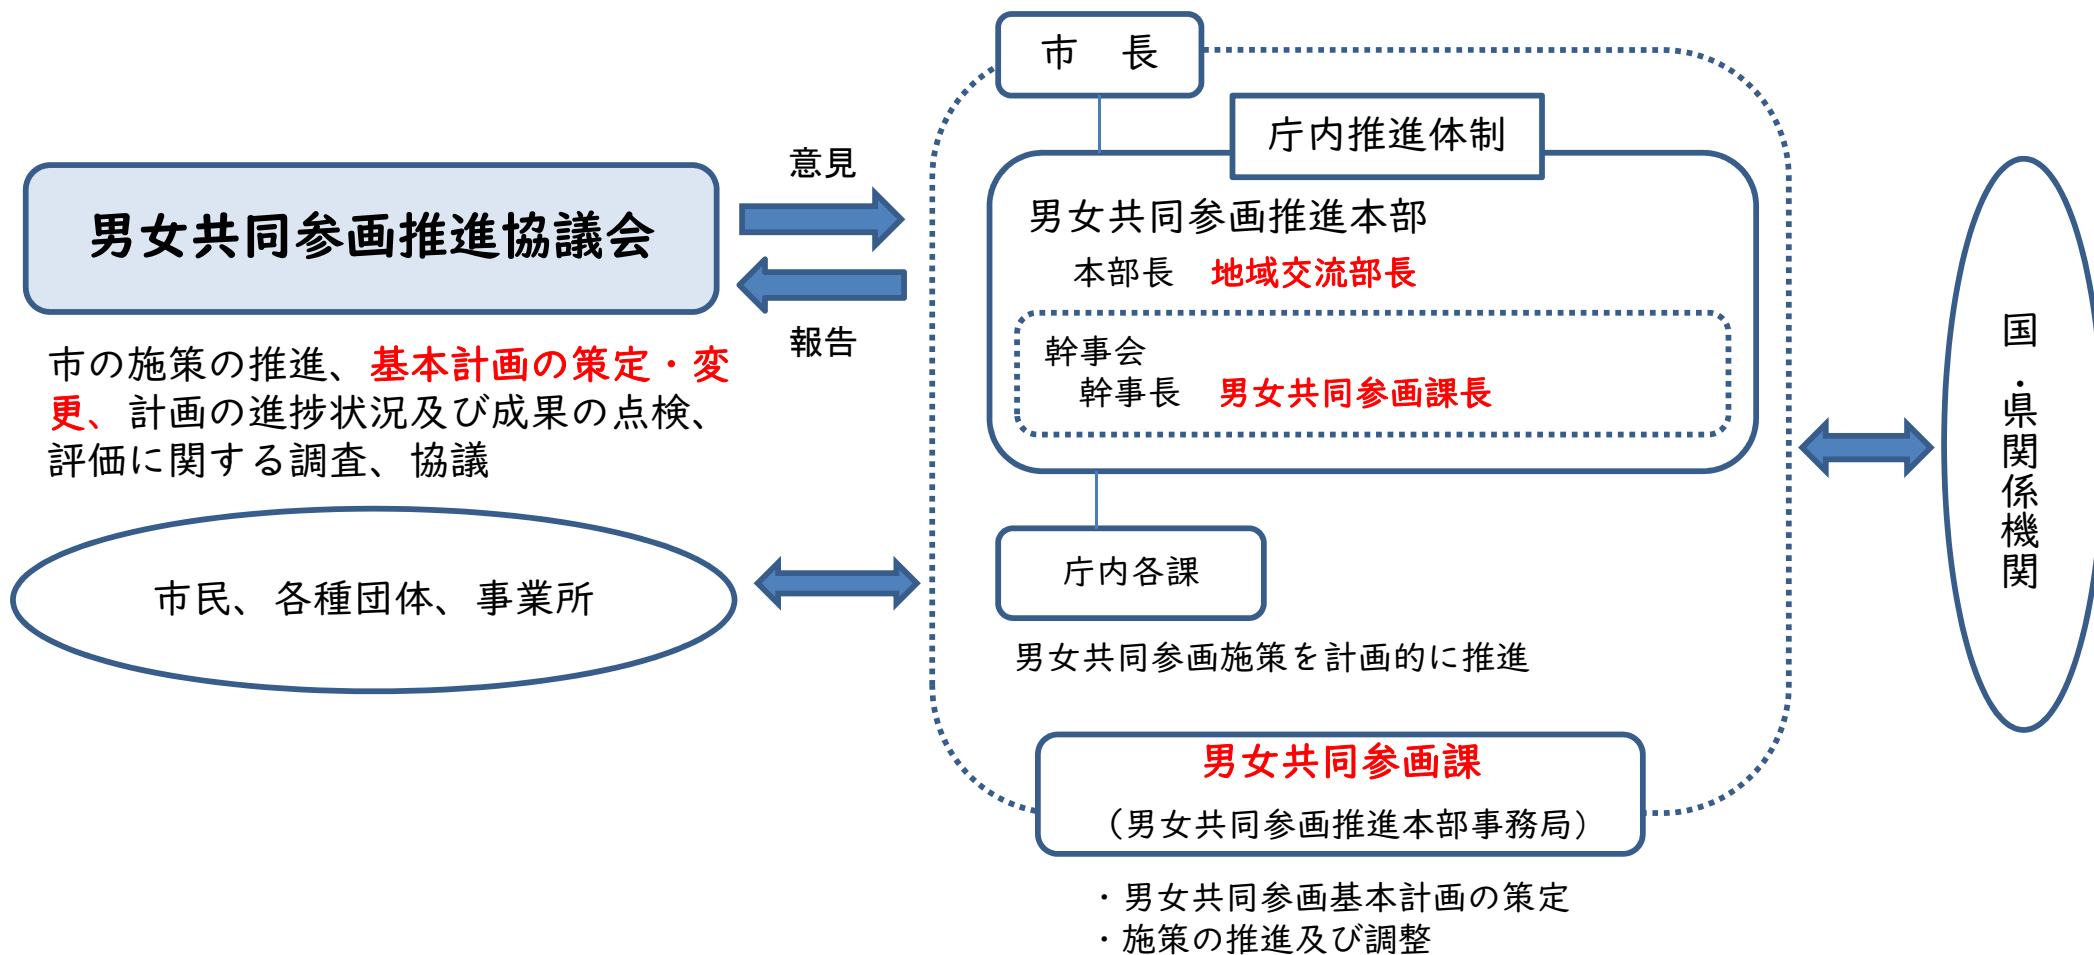 市　長
庁内推進体制
意見
男女共同参画推進協議会
男女共同参画推進本部
本部長　地域交流部長
報告
幹事会
幹事長　男女共同参画課長
市の施策の推進、基本計画の策定・変
更、計画の進捗状況及び成果の点検、
評価に関する調査、協議
国・県関係機関
庁内各課
市民、各種団体、事業所
男女共同参画施策を計画的に推進
男女共同参画課
（男女共同参画推進本部事務局）
・男女共同参画基本計画の策定
・施策の推進及び調整